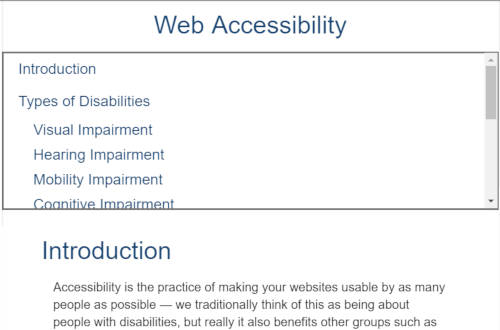 Web Accessibility
Introduction
Types of Disabilities
Visual Impairment
Hearing Impairment
Mobility Impairment
Cognitive Impairment
Introduction
Accessibility is the practice of making your websites usable by as many
people as possible — we traditionally think of this as being about
people with disabilities, but really it also benefits other groups such as